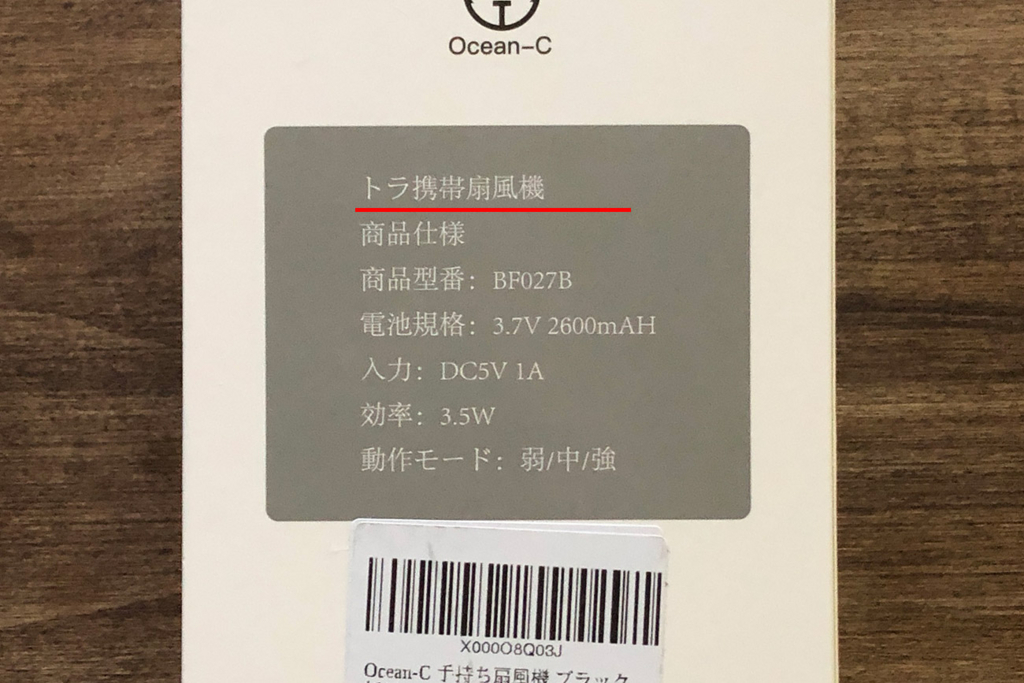 Ocean-C
トラ携帯扇風機
商品仕様
商品型番：BF027B
電池規格：3.7V 2600mAH
入力：DC5V 1A
効率：3.5W
動作モード：弱/中/強
X000O8Q03J
Ocean-C 手持ち扇風機 ブラック